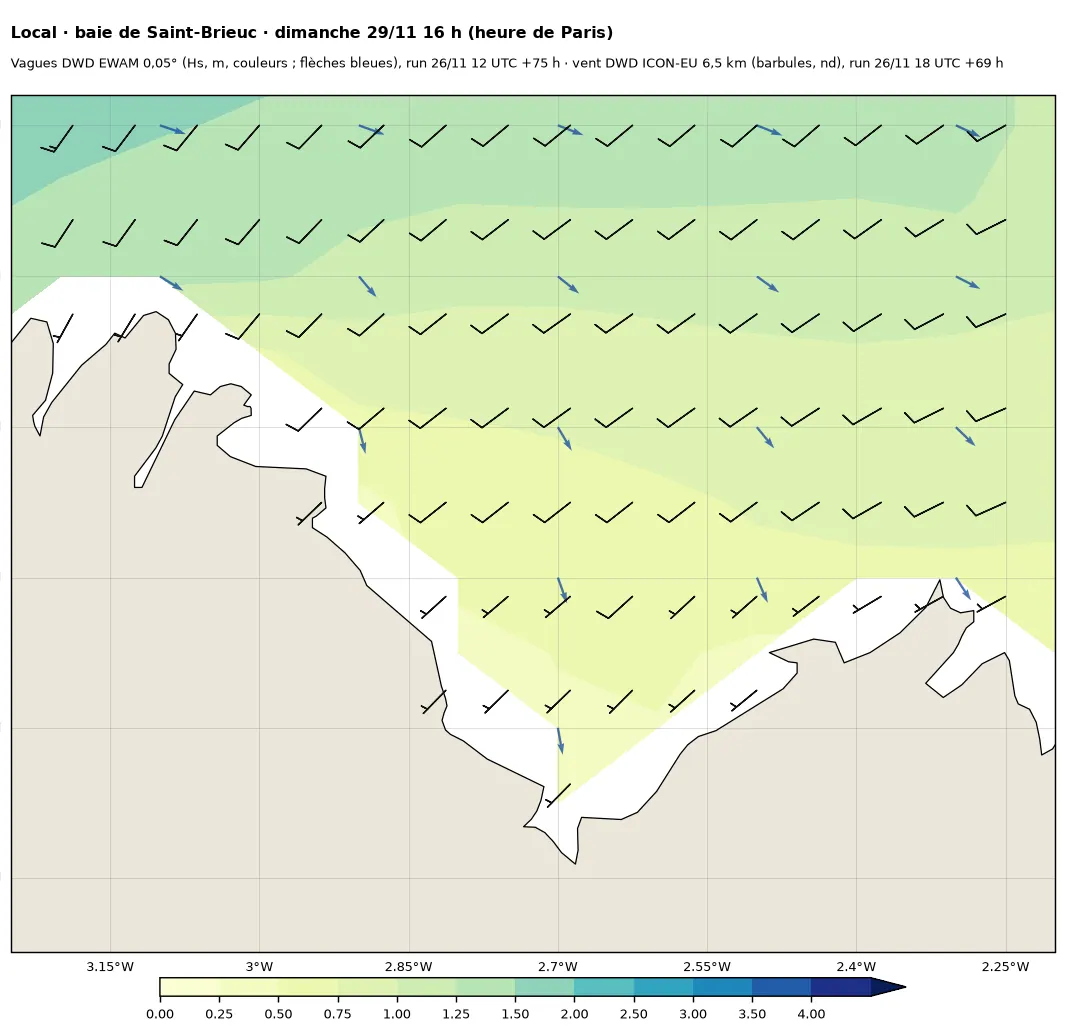 Local · baie de Saint-Brieuc · dimanche 29/11 16 h (heure de Paris)
Vagues DWD EWAM 0,05° (Hs, m, couleurs ; flèches bleues), run 26/11 12 UTC +75 h · vent DWD ICON-EU 6,5 km (barbules, nd), run 26/11 18 UTC +69 h
3.15°W 3°W 2.85°W 2.7°W 2.55°W 2.4°W 2.25°W
0.00 0.25 0.50 0.75 1.00 1.25 1.50 2.00 2.50 3.00 3.50 4.00